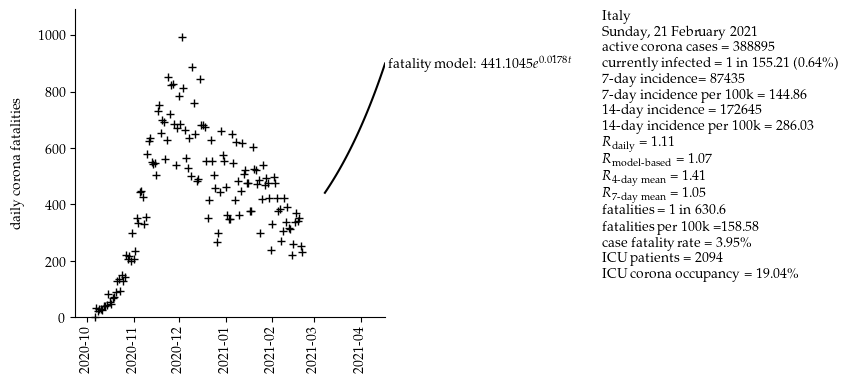 1000
800
600
400
200
0
daily corona fatalities
2020-10
2020-11
2020-12
2021-01
2021-02
2021-03
2021-04
fatality model: 441.1045e^0.0178t
Italy
Sunday, 21 February 2021
active corona cases = 388895
currently infected = 1 in 155.21 (0.64%)
7-day incidence= 87435
7-day incidence per 100k = 144.86
14-day incidence = 172645
14-day incidence per 100k = 286.03
R_daily = 1.11
R_model-based = 1.07
R_4-day mean = 1.41
R_7-day mean = 1.05
fatalities = 1 in 630.6
fatalities per 100k =158.58
case fatality rate = 3.95%
ICU patients = 2094
ICU corona occupancy = 19.04%